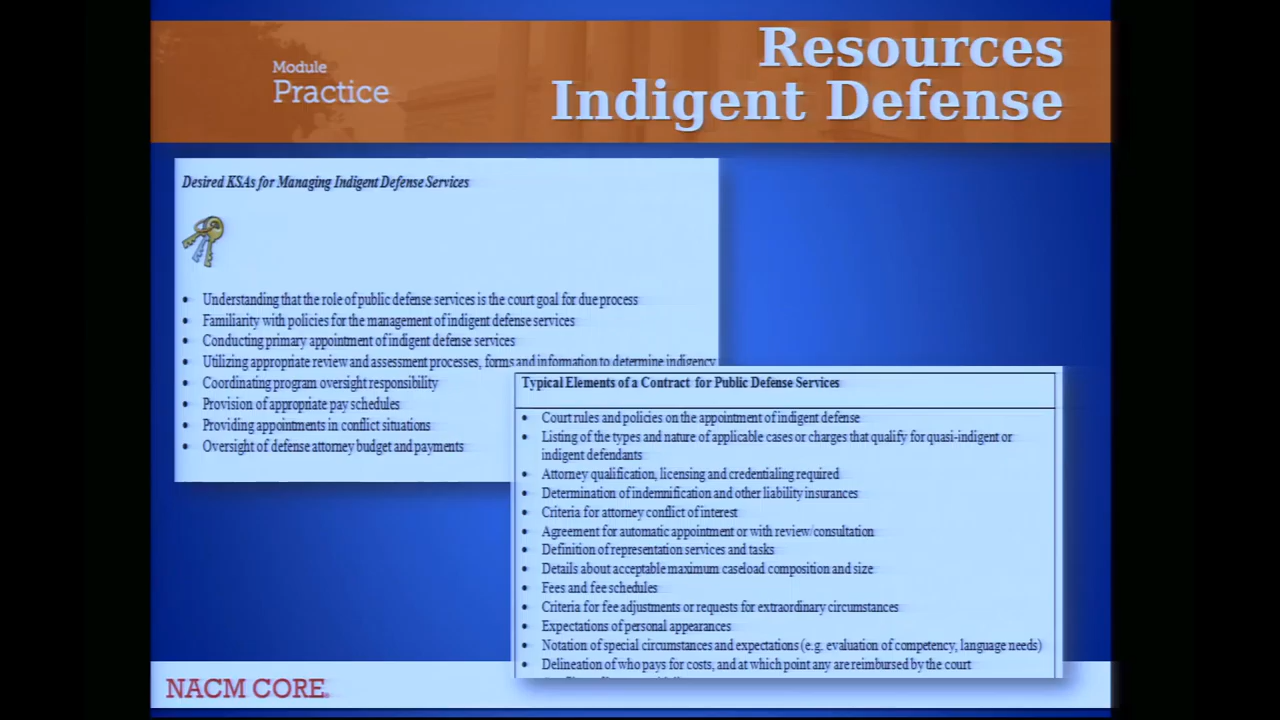 Module
Practice
Resources
Indigent Defense
Desired KSAs for Managing Indigent Defense Services
• Understanding that the role of public defense services is the court goal for due process
• Familiarity with policies for the management of indigent defense services
• Conducting primary appointment of indigent defense services
• Utilizing appropriate review and assessment processes, forms and information to determine indigency
• Coordinating program oversight responsibility
• Provision of appropriate pay schedules
• Providing appointments in conflict situations
• Oversight of defense attorney budget and payments
Typical Elements of a Contract for Public Defense Services
• Court rules and policies on the appointment of indigent defense
• Listing of the types and nature of applicable cases or charges that qualify for quasi-indigent or
indigent defendants
• Attorney qualification, licensing and credentialing required
• Determination of indemnification and other liability insurances
• Criteria for attorney conflict of interest
• Agreement for automatic appointment or with review/consultation
• Definition of representation services and tasks
• Details about acceptable maximum caseload composition and size
• Fees and fee schedules
• Criteria for fee adjustments or requests for extraordinary circumstances
• Expectations of personal appearances
• Notation of special circumstances and expectations (e.g. evaluation of competency, language needs)
• Delineation of who pays for costs, and at which point any are reimbursed by the court
NACM CORE®